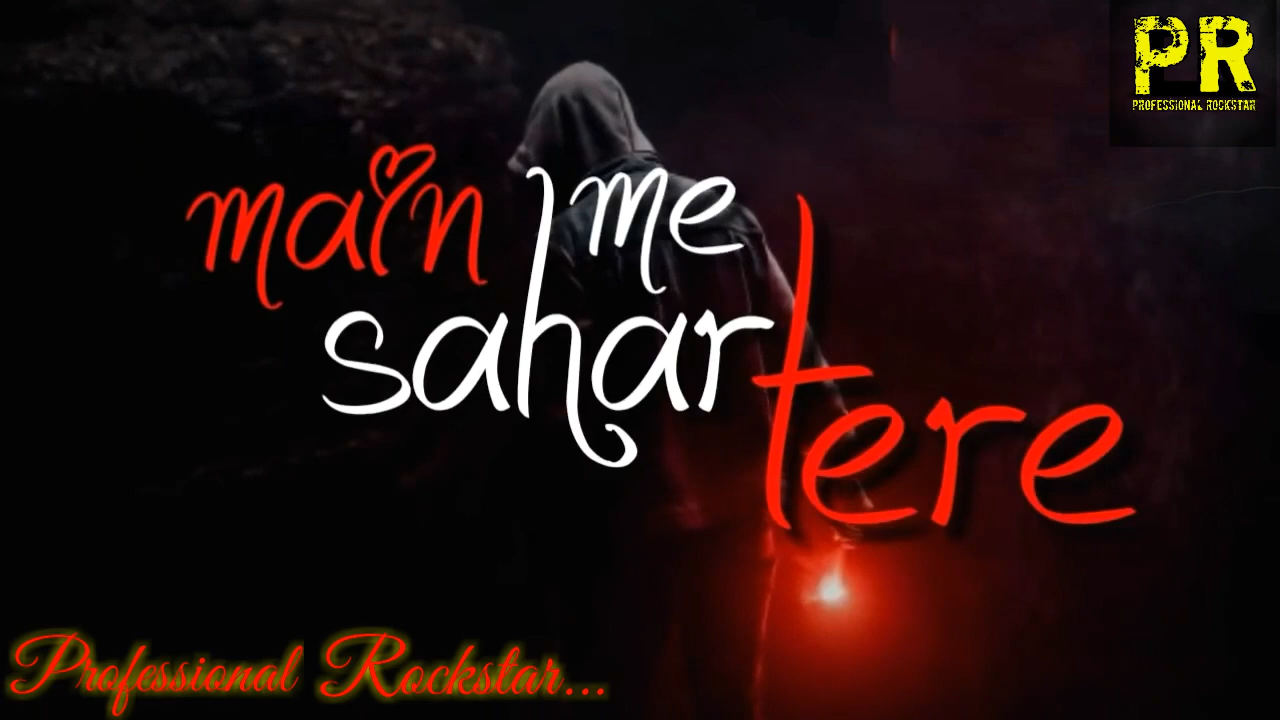 PR
PROFESSIONAL ROCKSTAR
main me
sahar tere
Professional Rockstar...